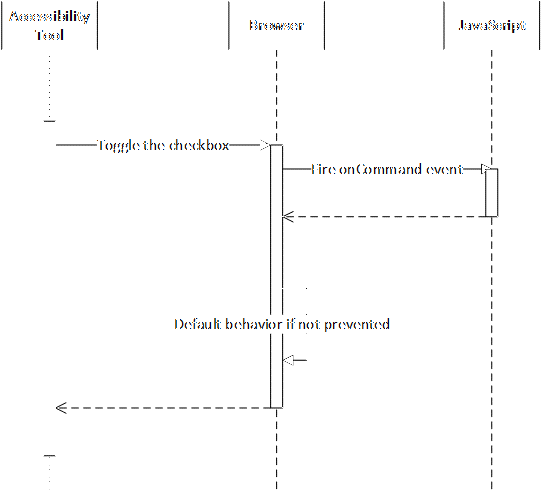 Accessibility
Tool
Browser
JavaScript
Toggle the checkbox
Fire onCommand event
Default behavior if not prevented